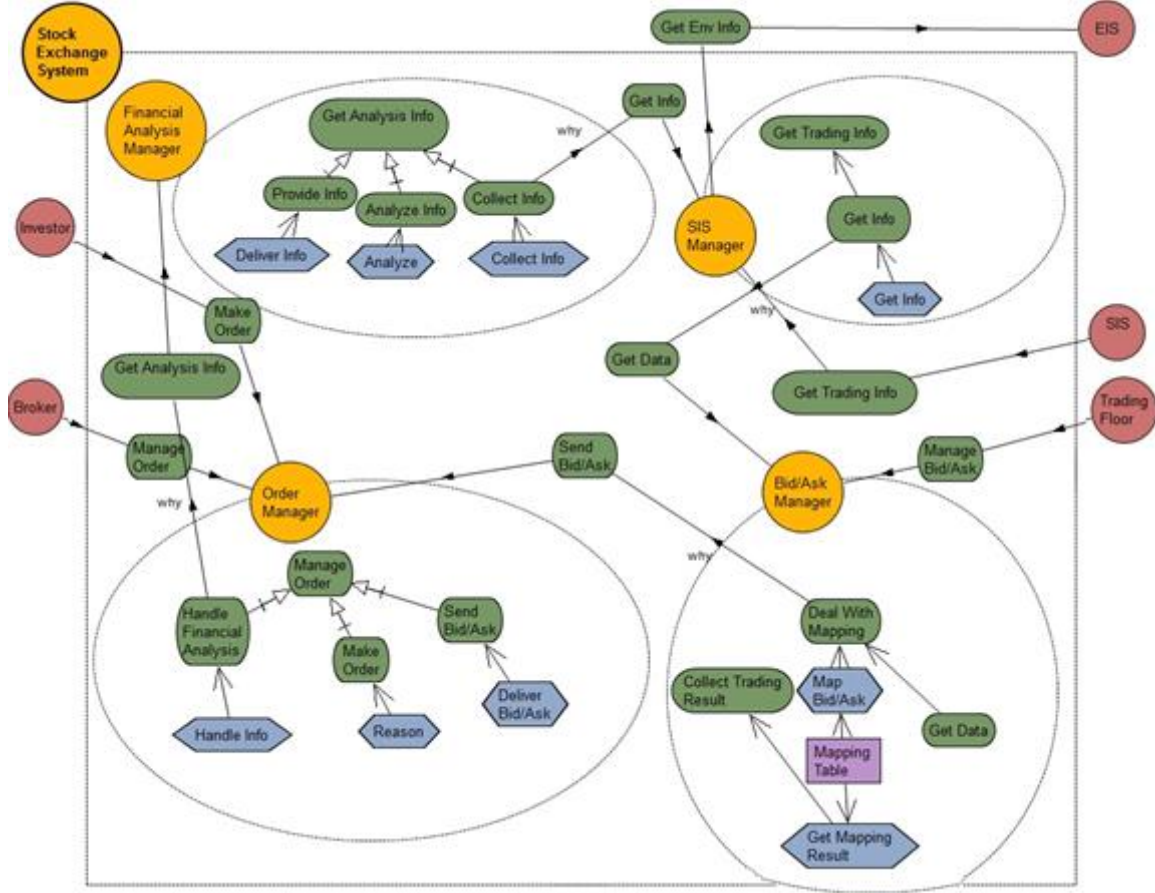 Stock
Exchange
System
Get Env Info
EIS
Financial
Analysis
Manager
Get Analysis Info
Get Info
why
Get Trading Info
Provide Info
Analyze Info
Collect Info
Get Info
Investor
SIS
Manager
Deliver Info
Analyze
Collect Info
Get Info
Make
Order
why
SIS
Get Analysis Info
Get Data
Get Trading Info
Broker
Trading
Floor
Manage
Order
Send
Bid/Ask
Manage
Bid/Ask
why
Order
Manager
Bid/Ask
Manager
why
Manage
Order
Handle
Financial
Analysis
Send
Bid/Ask
Deal With
Mapping
Make
Order
Collect Trading
Result
Map
Bid/Ask
Deliver
Bid/Ask
Handle Info
Reason
Get Data
Mapping
Table
Get Mapping
Result